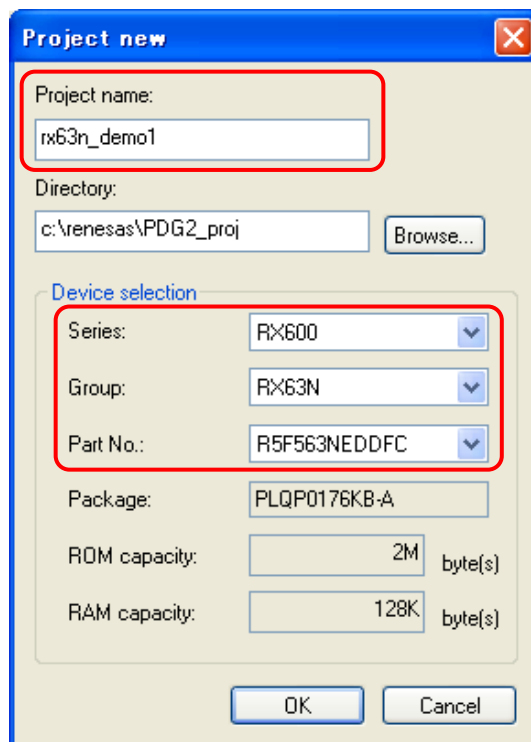 Project new
Project name:
rx63n_demo1
Directory:
c:\renesas\PDG2_proj
Browse...
Device selection
Series: RX600
Group: RX63N
Part No.: R5F563NEDDFC
Package: PLQP0176KB-A
ROM capacity: 2M byte(s)
RAM capacity: 128K byte(s)
OK Cancel